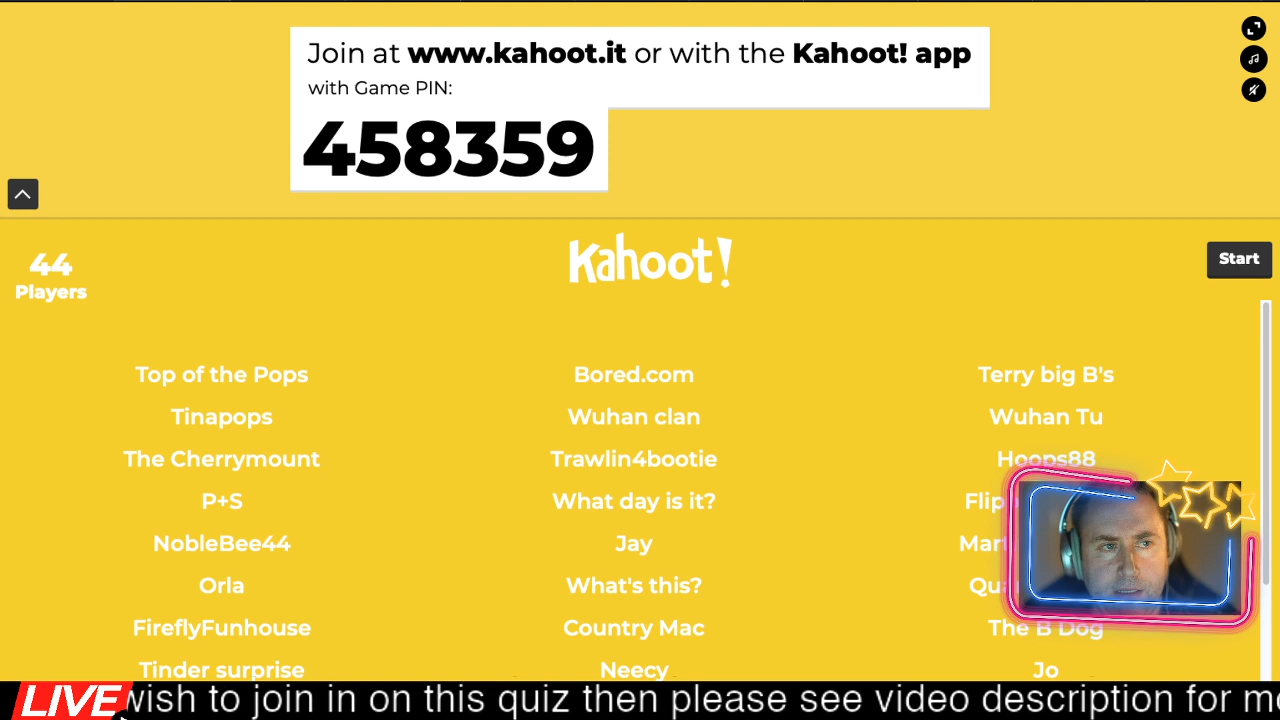 Join at www.kahoot.it or with the Kahoot! app
with Game PIN:
458359
44
Players
Kahoot!
Start
Top of the Pops
Bored.com
Terry big B's
Tinapops
Wuhan clan
Wuhan Tu
The Cherrymount
Trawlin4bootie
Hoops88
P+S
What day is it?
NobleBee44
Jay
Orla
What's this?
FireflyFunhouse
Country Mac
The B Dog
Tinder surprise
Neecy
Jo
LIVE
wish to join in on this quiz then please see video description for